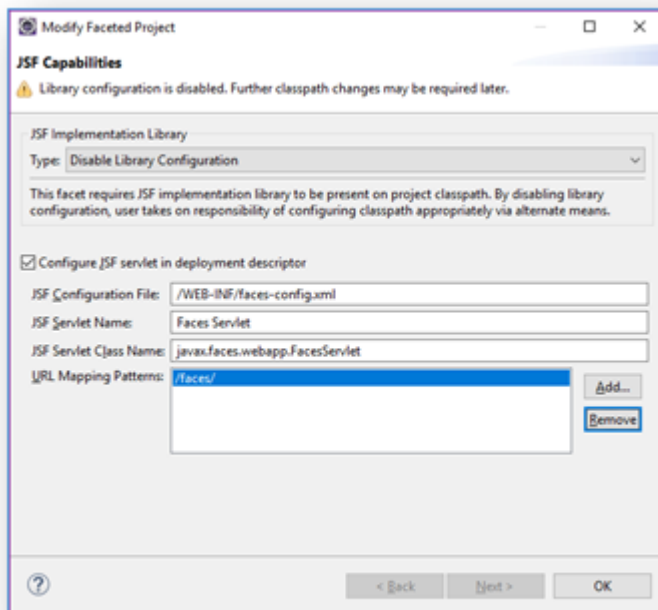 Modify Faceted Project
JSF Capabilities
Library configuration is disabled. Further classpath changes may be required later.
JSF Implementation Library
Type: Disable Library Configuration
This facet requires JSF implementation library to be present on project classpath. By disabling library
configuration, user takes on responsibility of configuring classpath appropriately via alternate means.
Configure JSF servlet in deployment descriptor
JSF Configuration File: /WEB-INF/faces-config.xml
JSF Servlet Name: Faces Servlet
JSF Servlet Class Name: javax.faces.webapp.FacesServlet
URL Mapping Patterns: /faces/
Add...
Remove
? < Back Next > OK